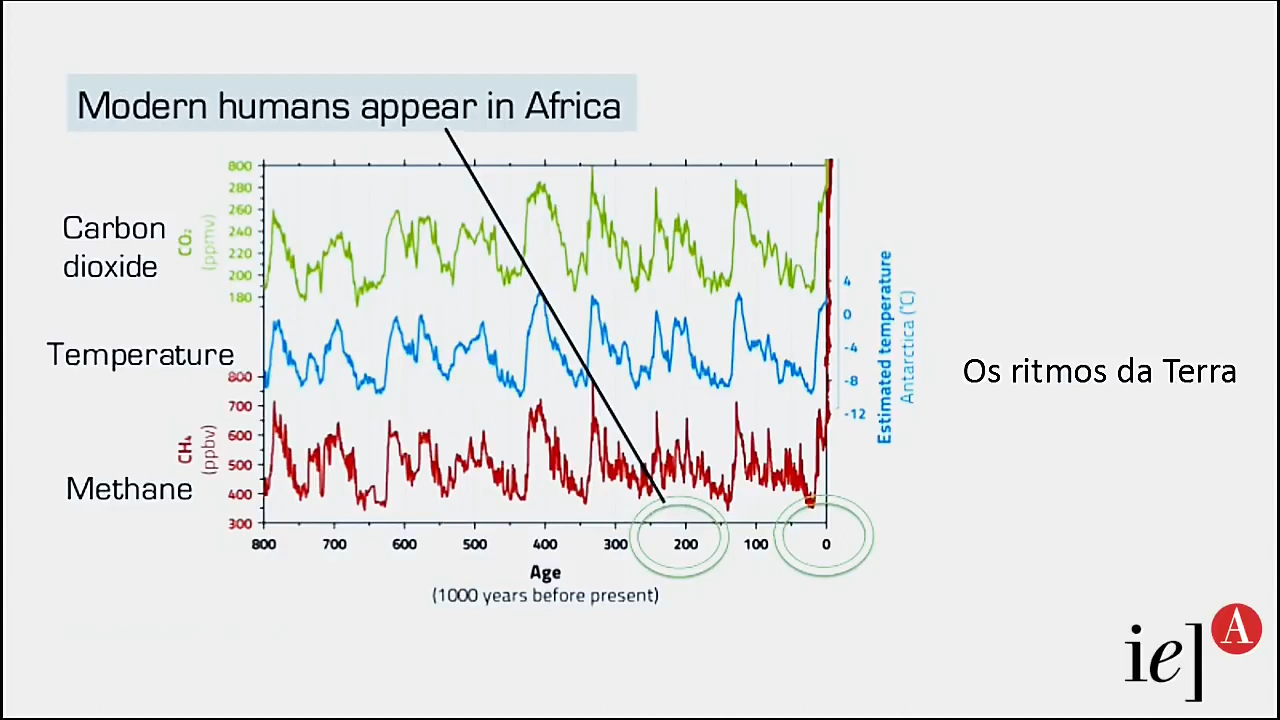 Modern humans appear in Africa
Carbon
dioxide
Temperature
Methane
CO₂
(ppmv)
800
280
260
240
220
200
180
CH₄
(ppbv)
800
700
600
500
400
300
4
0
-4
-8
-12
Estimated temperature
Antarctica (°C)
800 700 600 500 400 300 200 100 0
Age
(1000 years before present)
Os ritmos da Terra
ie] A